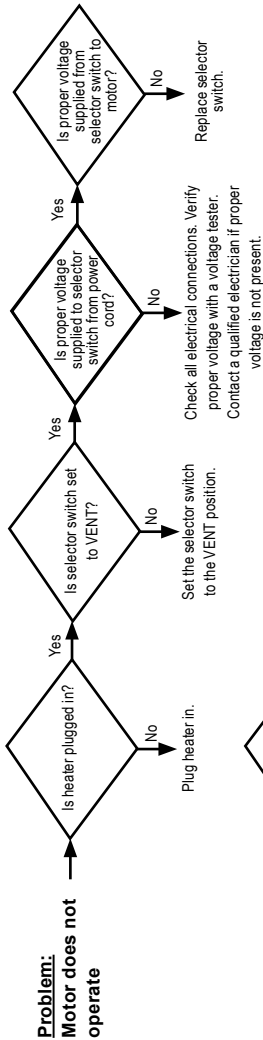 Problem:
Motor does not
operate
Is heater plugged in?
Yes
No
Plug heater in.
Is selector switch set
to VENT?
Yes
No
Set the selector switch
to the VENT position.
Is proper voltage
supplied to selector
switch from power
cord?
Yes
No
Check all electrical connections. Verify
proper voltage with a voltage tester.
Contact a qualified electrician if proper
voltage is not present.
Is proper voltage
supplied from
selector switch to
motor?
No
Replace selector
switch.